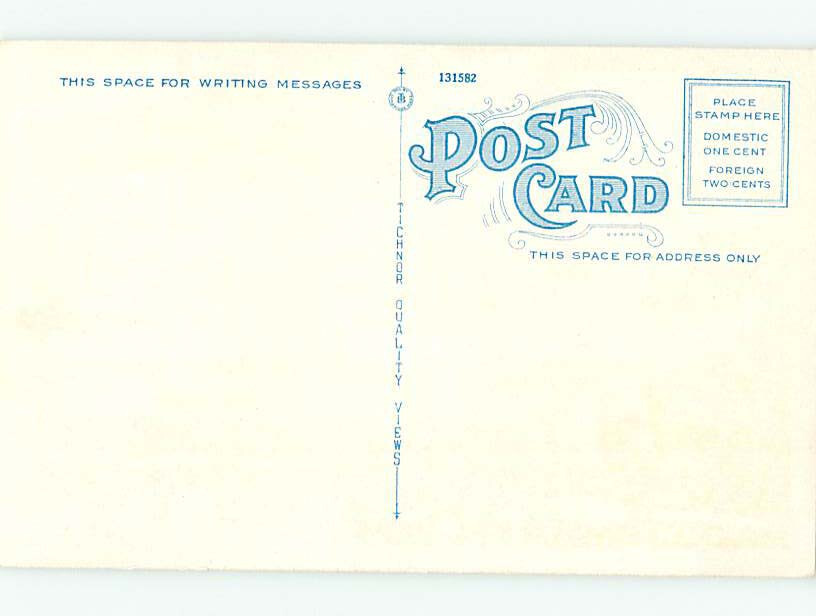 THIS SPACE FOR WRITING MESSAGES
131582
POST
CARD
THIS SPACE FOR ADDRESS ONLY
PLACE
STAMP HERE
DOMESTIC
ONE CENT
FOREIGN
TWO CENTS
TICHNOR QUALITY VIEWS